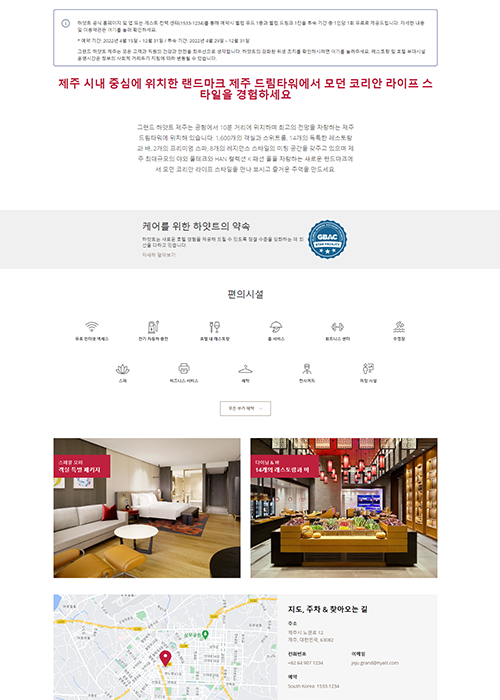 하얏트 공식 홈페이지 및 앱 또는 게스트 컨택 센터(1533-1234)를 통해 예약시 웰컴 푸드 1종과 웰컴 드링크 1잔을 투숙 기간 중 1인당 1회 무료로 제공드립니다. 자세한 내용
및 이용약관은 여기를 눌러 확인하세요.
* 예약 기간: 2022년 4월 15일 – 12월 31일 / 투숙 기간: 2022년 4월 29일 – 12월 31일
그랜드 하얏트 제주는 모든 고객과 직원의 건강과 안전을 최우선으로 생각합니다. 하얏트의 강화된 위생 조치를 확인하시려면 여기를 눌러주세요. 레스토랑 및 호텔 부대시설
운영시간은 정부의 사회적 거리두기 지침에 따라 변동될 수 있습니다.
제주 시내 중심에 위치한 랜드마크 제주 드림타워에서 모던 코리안 라이프 스
타일을 경험하세요
그랜드 하얏트 제주는 공항에서 10분 거리에 위치하며 최고의 전망을 자랑하는 제주
드림타워에 위치해 있습니다. 1,600개의 객실과 스위트룸, 14개의 독특한 레스토랑
과 바, 2개의 프리미엄 스파, 8개의 레지던스 스타일의 미팅 공간을 갖추고 있으며 제
주 최대규모의 야외 풀데크와 HAN 컬렉션 K 패션 몰을 자랑하는 새로운 랜드마크에
서 모던 코리안 라이프 스타일을 만나 보시고 즐거운 추억을 만드세요.
케어를 위한 하얏트의 약속
하얏트는 새로운 호텔 경험을 제공해 드릴 수 있도록 청결 수준을 강화하는 데 최
선을 다하고 있습니다.
자세히 알아보기
GBAC
STAR FACILITY
편의시설
무료 인터넷 액세스
전기 자동차 충전
호텔 내 레스토랑
룸 서비스
피트니스 센터
수영장
스파
비즈니스 서비스
세탁
컨시어지
미팅 시설
모든 부가 혜택
스페셜 오퍼
객실 특별 패키지
다이닝 & 바
14개의 레스토랑과 바
삼무공원
지도, 주차 & 찾아오는 길
주소
제주시 노연로 12
제주, 대한민국, 63082
전화번호
이메일
+82 64 907 1234
jeju.grand@hyatt.com
예약
South Korea: 1533 1234